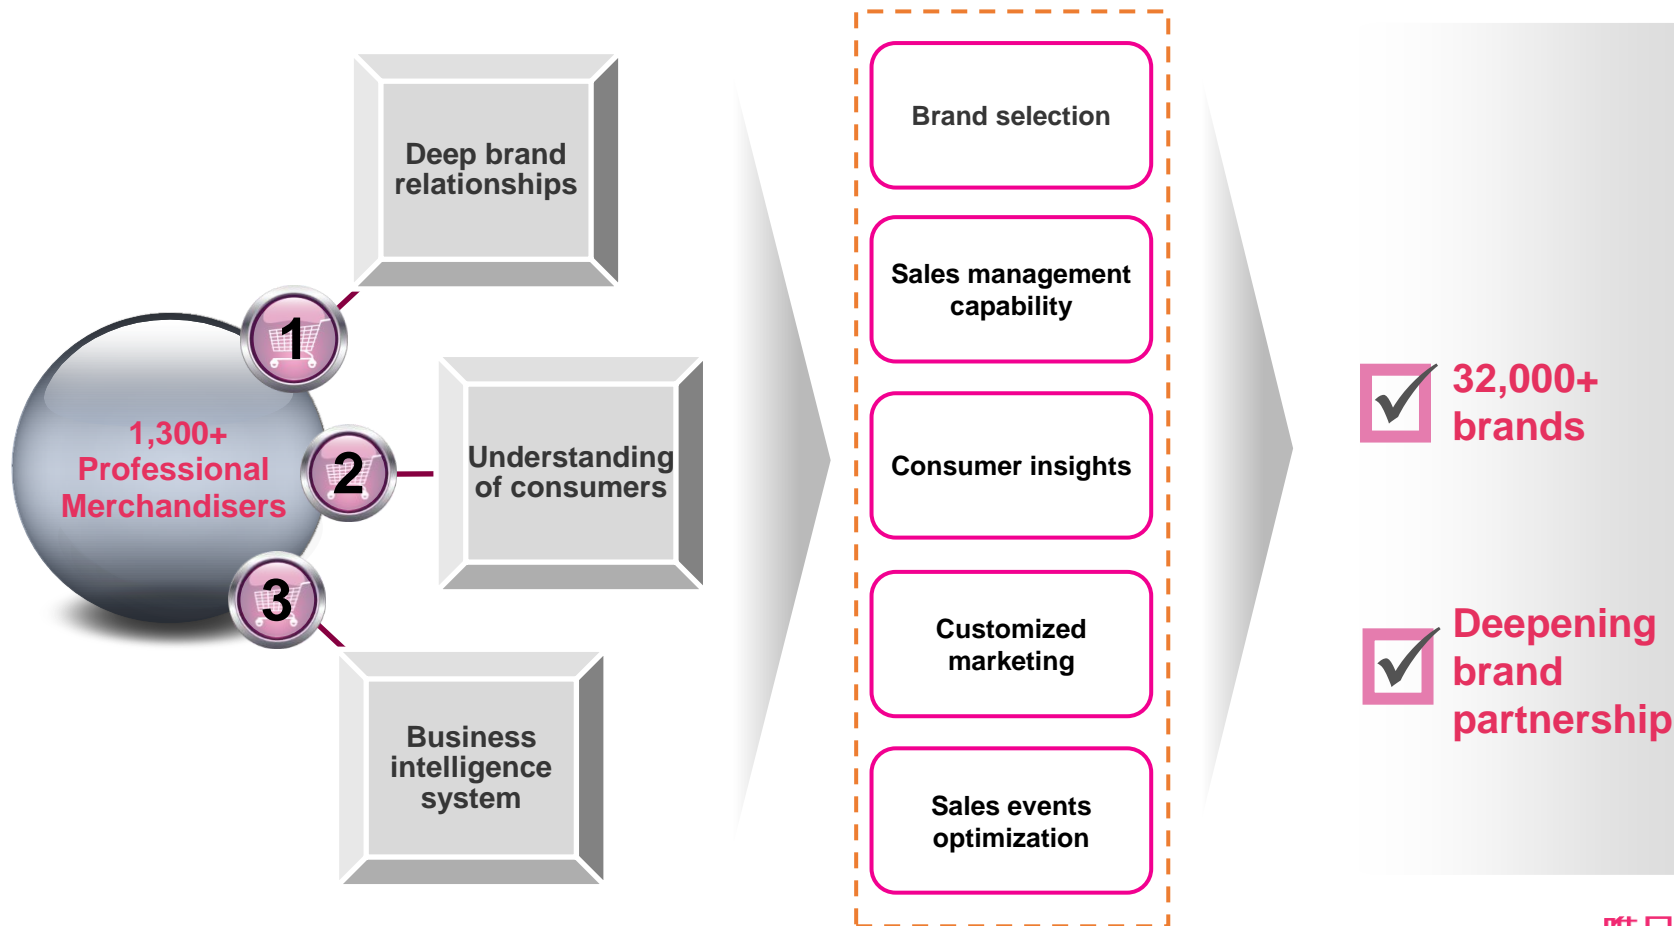 Deep brand
relationships
1
1,300+
Professional
Merchandisers
2
Understanding
of consumers
3
Business
intelligence
system
Brand selection
Sales management
capability
Consumer insights
Customized
marketing
Sales events
optimization
32,000+
brands
Deepening
brand
partnership